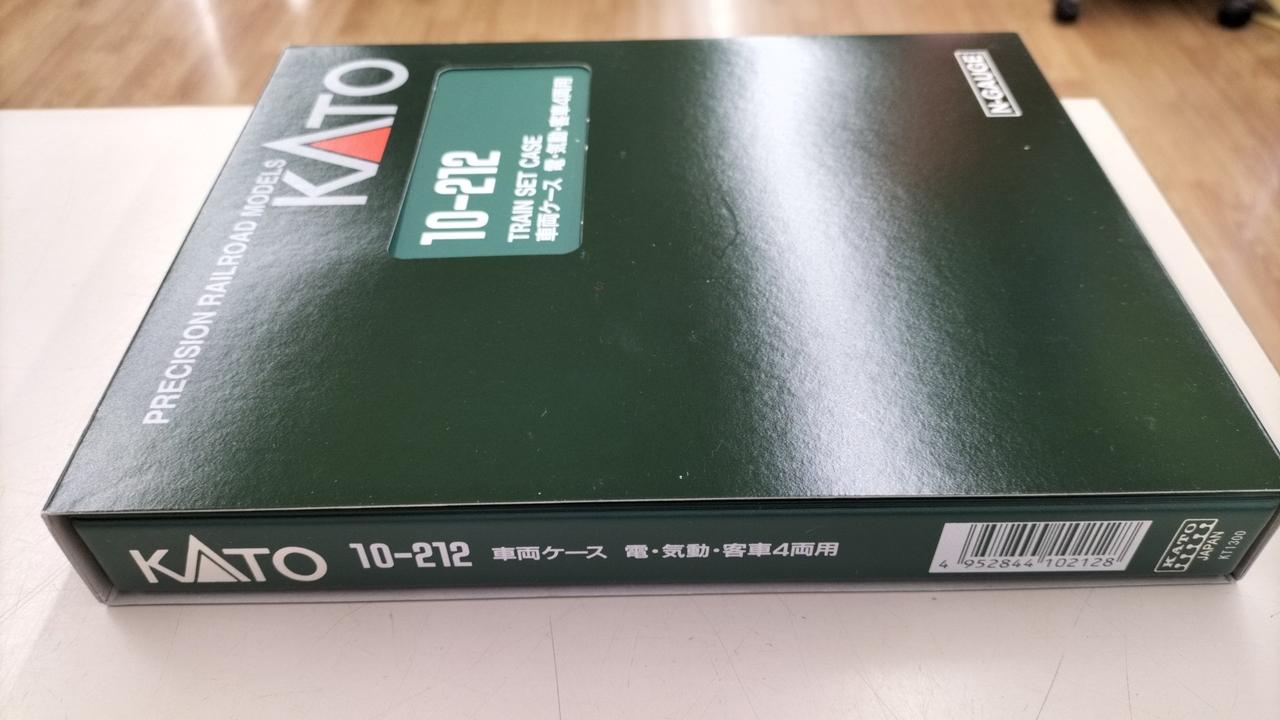 KATO
PRECISION RAILROAD MODELS
10-212
TRAIN SET CASE
車両ケース 電・気動・客車4両用
N-GAUGE
KATO 10-212 車両ケース 電・気動・客車4両用
4 952844 102128
KATO
JAPAN
KT1300